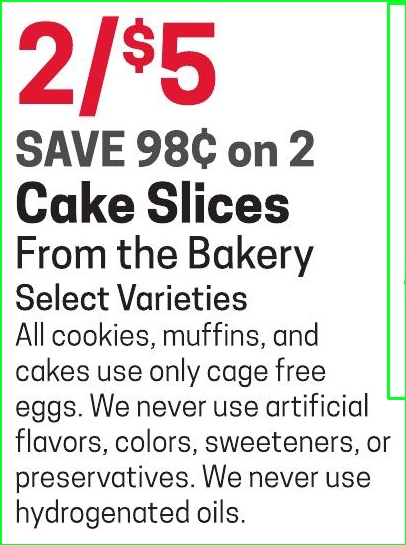 2/$5
SAVE 98¢ on 2
Cake Slices
From the Bakery
Select Varieties
All cookies, muffins, and
cakes use only cage free
eggs. We never use artificial
flavors, colors, sweeteners, or
preservatives. We never use
hydrogenated oils.